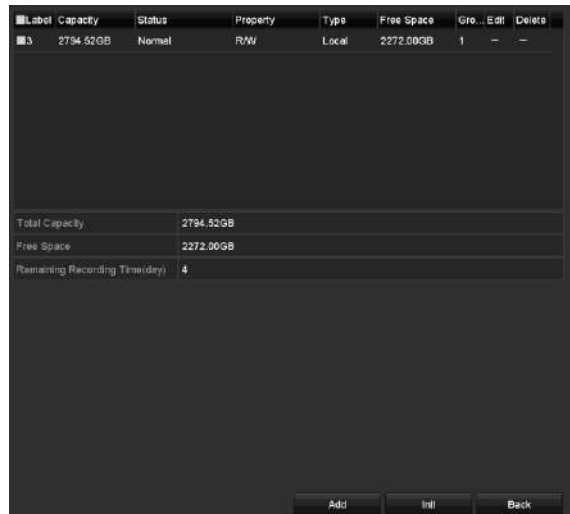 Label Capacity Status Property Type Free Space Gro... Edit Delete
3 2794.52GB Normal R/W Local 2272.00GB 1 — —
Total Capacity 2794.52GB
Free Space 2272.00GB
Remaining Recording Time(day) 4
Add Init Back